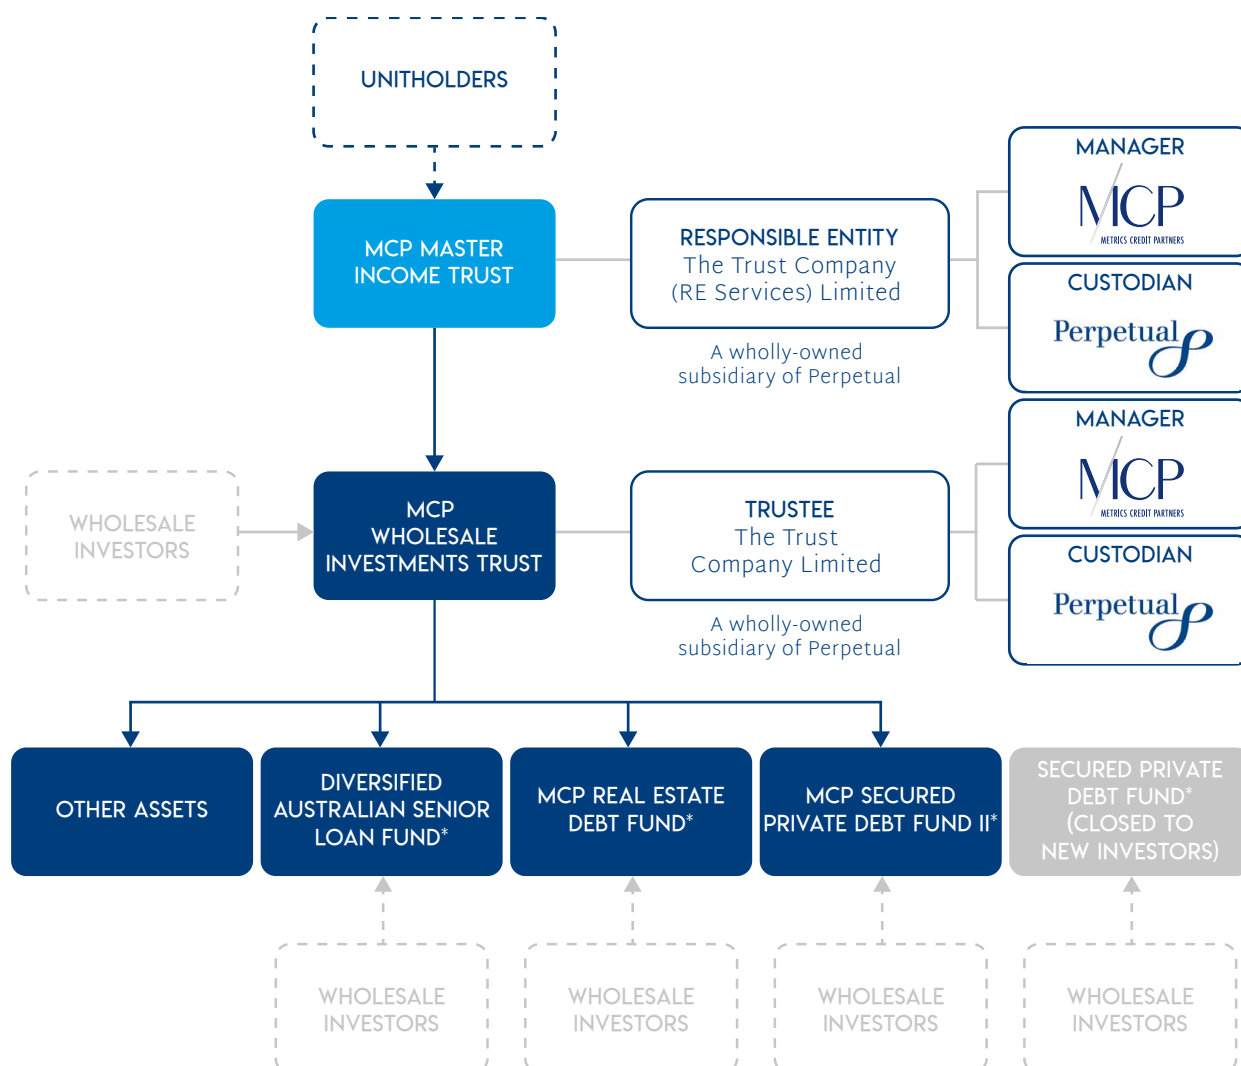 UNITHOLDERS
MCP MASTER
INCOME TRUST
RESPONSIBLE ENTITY
The Trust Company
(RE Services) Limited
A wholly-owned
subsidiary of Perpetual
MANAGER
MCP
METRICS CREDIT PARTNERS
CUSTODIAN
Perpetual
WHOLESALE
INVESTORS
MCP
WHOLESALE
INVESTMENTS TRUST
TRUSTEE
The Trust
Company Limited
A wholly-owned
subsidiary of Perpetual
MANAGER
MCP
METRICS CREDIT PARTNERS
CUSTODIAN
Perpetual
OTHER ASSETS
DIVERSIFIED
AUSTRALIAN SENIOR
LOAN FUND*
MCP REAL ESTATE
DEBT FUND*
MCP SECURED
PRIVATE DEBT FUND II*
SECURED PRIVATE
DEBT FUND*
(CLOSED TO
NEW INVESTORS)
WHOLESALE
INVESTORS
WHOLESALE
INVESTORS
WHOLESALE
INVESTORS
WHOLESALE
INVESTORS